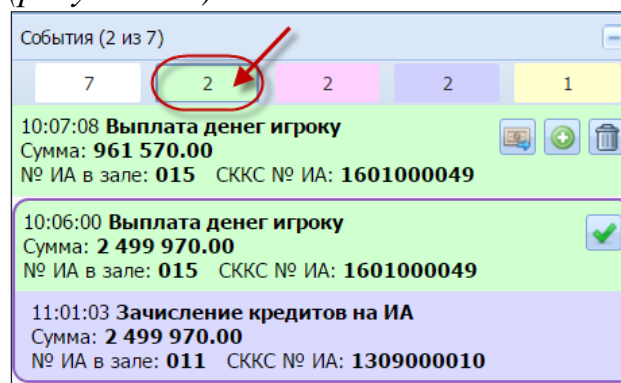 События (2 из 7)
7 2 2 2 1
10:07:08 Выплата денег игроку
Сумма: 961 570.00
№ ИА в зале: 015 СККС № ИА: 1601000049
10:06:00 Выплата денег игроку
Сумма: 2 499 970.00
№ ИА в зале: 015 СККС № ИА: 1601000049
11:01:03 Зачисление кредитов на ИА
Сумма: 2 499 970.00
№ ИА в зале: 011 СККС № ИА: 1309000010